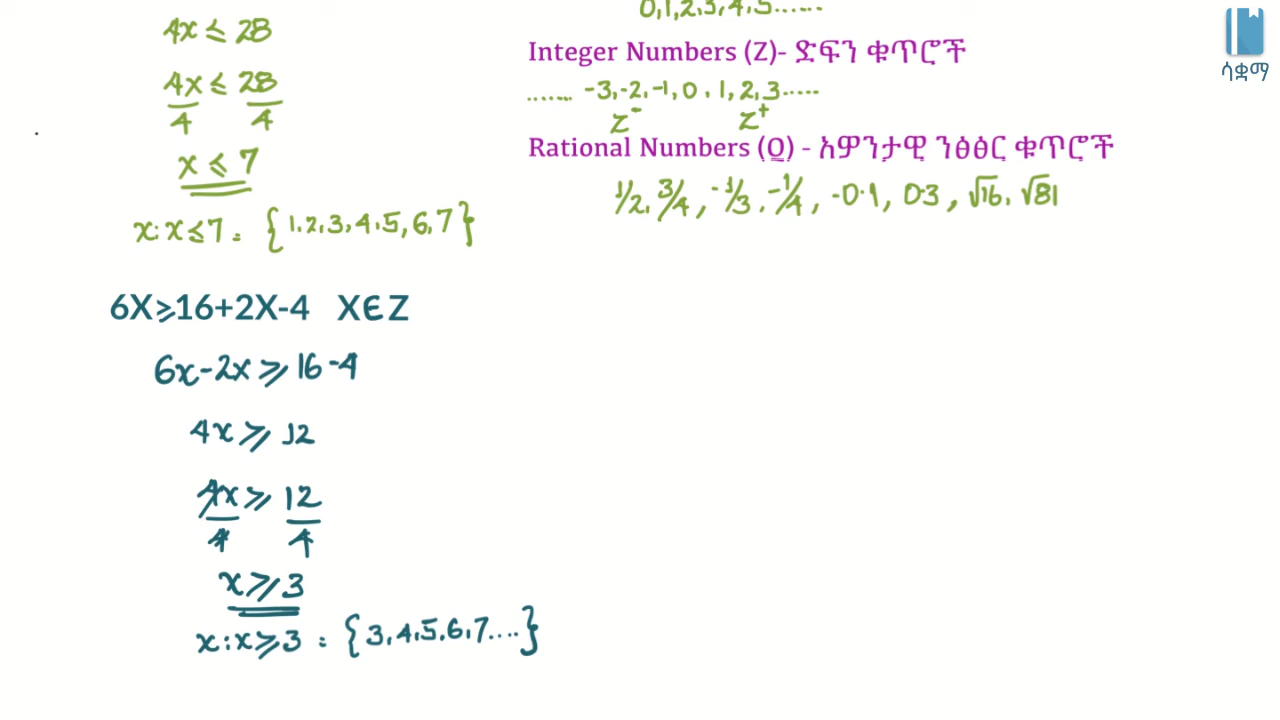 4x ≤ 28
4x ≤ 28
4 4
x ≤ 7
x: x ≤ 7 = {1, 2, 3, 4, 5, 6, 7}
6X≥16+2X-4 XЄZ
6x-2x ≥ 16-4
4x ≥ 12
4x ≥ 12
4 4
x ≥ 3
x: x ≥ 3 = {3, 4, 5, 6, 7....}
0, 1, 2, 3, 4, 5......
Integer Numbers (Z)- ድፍን ቁጥሮች
....... -3, -2, -1, 0, 1, 2, 3.....
Z⁻ Z⁺
Rational Numbers (Q) - አዎንታዊ ንፅፅር ቁጥሮች
1/2, 3/4, -1/3, -1/4, -0.1, 0.3, √16, √81
ሳቋማ